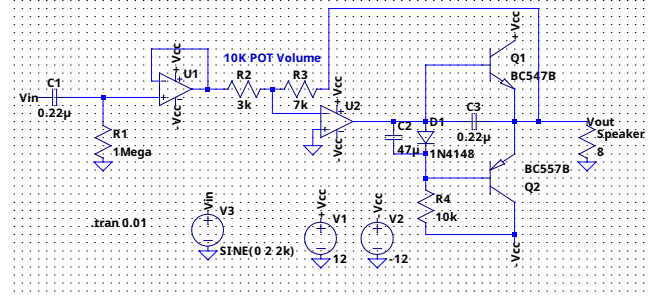 +Vcc
10K POT Volume
Q1
+Vcc
U1
R2
R3
+Vcc
BC547B
C1
Vin
3k
7k
U2
C3
0.22µ
-Vcc
C2
D1
Vout
R1
0.22µ
Speaker
1Mega
47µ
1N4148
8
-Vcc
BC557B
R4
Q2
Vin
+Vcc
-Vcc
10k
.tran 0.01
V3
V1
V2
SINE(0 2 2k)
12
-12
-Vcc